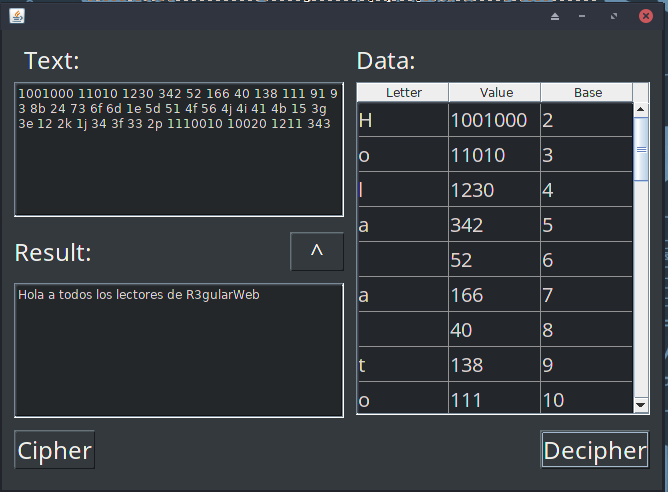 Text:
1001000 11010 1230 342 52 166 40 138 111 91 9
3 8b 24 73 6f 6d 1e 5d 51 4f 56 4j 4i 41 4b 15 3g
3e 12 2k 1j 34 3f 33 2p 1110010 10020 1211 343
Result:
^
Hola a todos los lectores de R3gularWeb
Cipher
Data:
Letter Value Base
H 1001000 2
o 11010 3
l 1230 4
a 342 5
52 6
a 166 7
40 8
t 138 9
o 111 10
Decipher